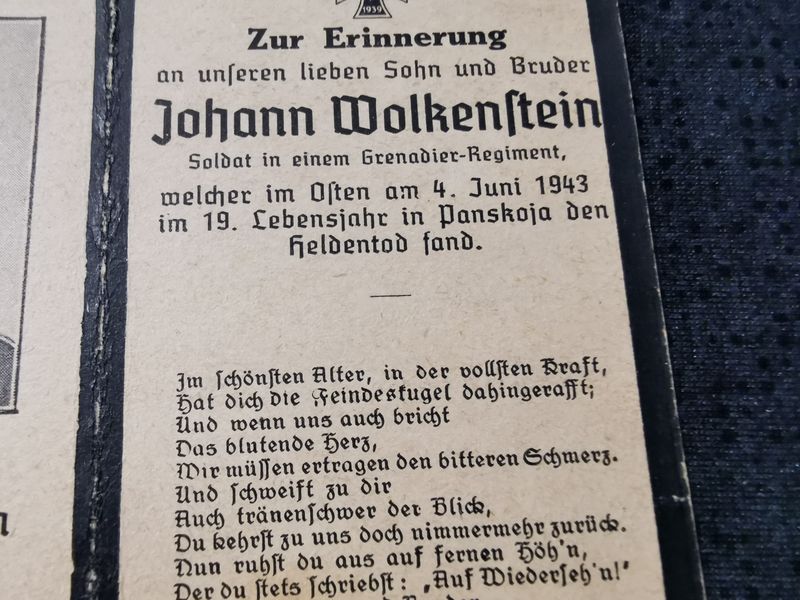 1939
Zur Erinnerung
an unseren lieben Sohn und Bruder
Johann Wolkenstein
Soldat in einem Grenadier-Regiment,
welcher im Osten am 4. Juni 1943
im 19. Lebensjahr in Panskoja den
Heldentod fand.
Im schönsten Alter, in der vollsten Kraft,
Hat dich die Feindeskugel dahingerafft;
Und wenn uns auch bricht
Das blutende Herz,
Wir müssen ertragen den bitteren Schmerz.
Und schweift zu dir
Auch tränenschwer der Blick,
Du kehrst zu uns doch nimmermehr zurück.
Nun ruhst du aus auf fernen Höh'n,
Der du stets schriebst: „Auf Wiederseh'n!"